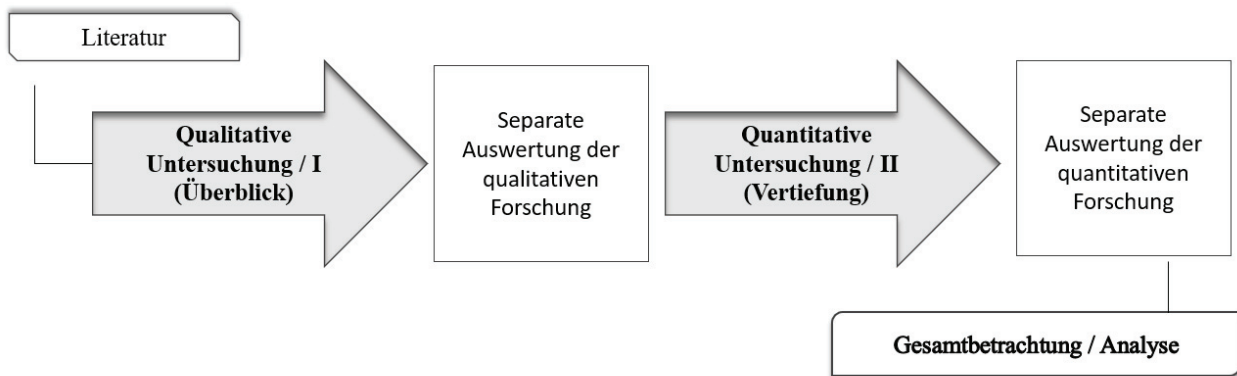 Literatur
Qualitative
Untersuchung / I
(Überblick)
Separate
Auswertung der
qualitativen
Forschung
Quantitative
Untersuchung / II
(Vertiefung)
Separate
Auswertung der
quantitativen
Forschung
Gesamtbetrachtung / Analyse